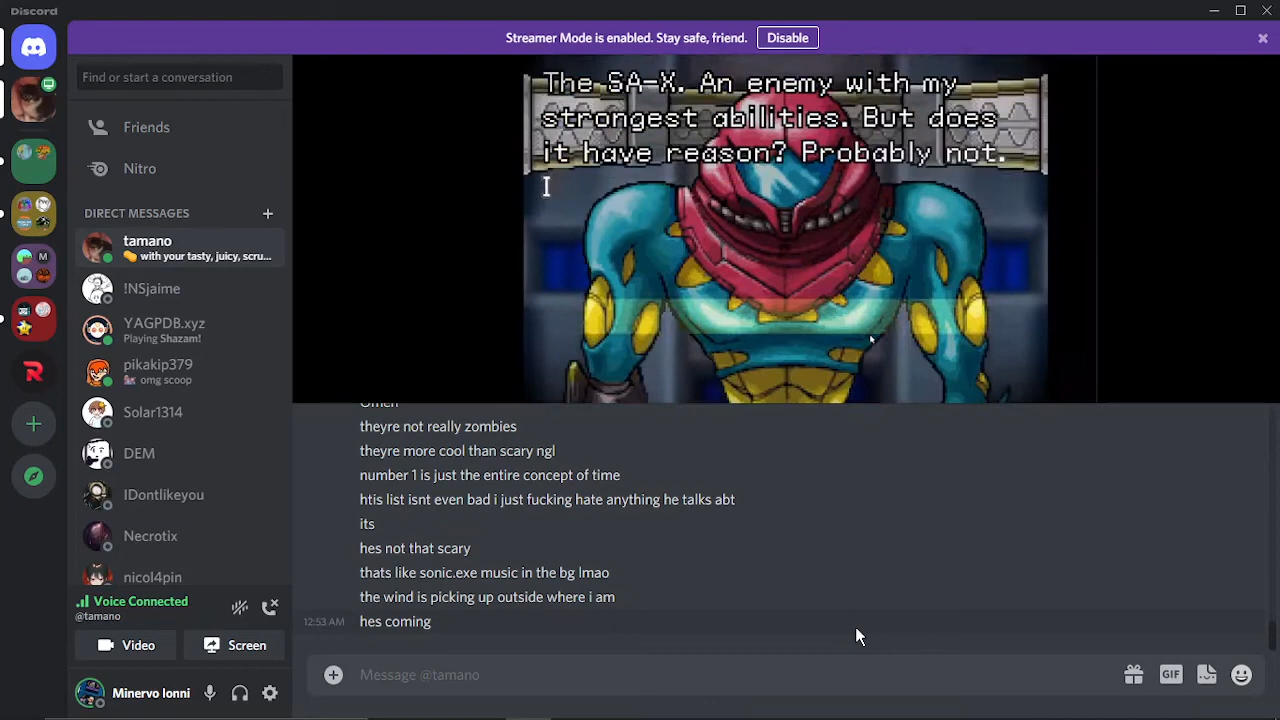 Discord
Streamer Mode is enabled. Stay safe, friend.
Disable
Find or start a conversation
Friends
Nitro
DIRECT MESSAGES
tamano
with your tasty, juicy, scru...
!NSjaime
YAGPDB.xyz
Playing Shazam!
pikakip379
omg scoop
Solar1314
DEM
IDontlikeyou
Necrotix
nicol4pin
Voice Connected
@tamano
Video
Screen
Minervo Ionni
The SA-X. An enemy with my
strongest abilities. But does
it have reason? Probably not.
Omen
theyre not really zombies
theyre more cool than scary ngl
number 1 is just the entire concept of time
htis list isnt even bad i just fucking hate anything he talks abt
its
hes not that scary
thats like sonic.exe music in the bg lmao
the wind is picking up outside where i am
12:53 AM hes coming
Message @tamano
GIF
M